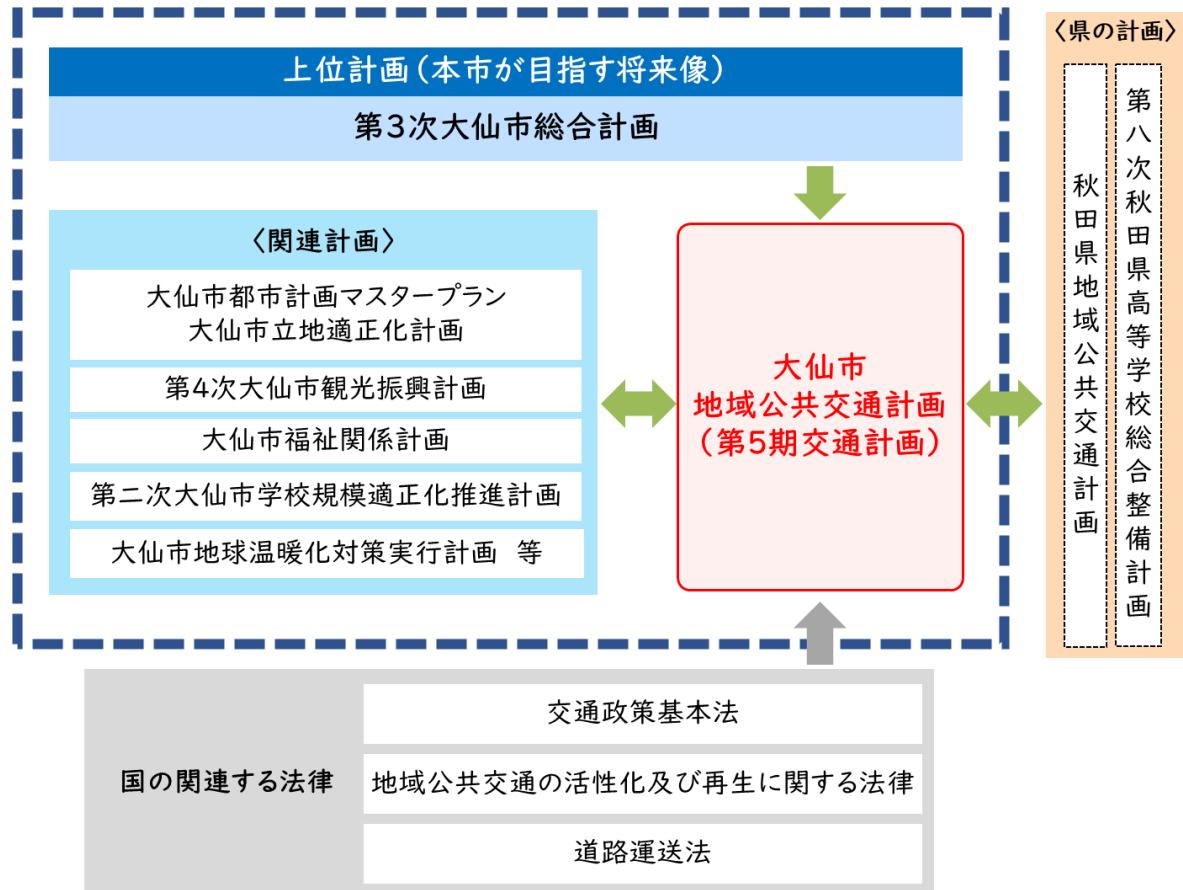 上位計画(本市が目指す将来像)
第3次大仙市総合計画
〈関連計画〉
大仙市都市計画マスタープラン
大仙市立地適正化計画
第4次大仙市観光振興計画
大仙市福祉関係計画
第二次大仙市学校規模適正化推進計画
大仙市地球温暖化対策実行計画 等
大仙市
地域公共交通計画
(第5期交通計画)
〈県の計画〉
第八次秋田県高等学校総合整備計画
秋田県地域公共交通計画
国の関連する法律
交通政策基本法
地域公共交通の活性化及び再生に関する法律
道路運送法